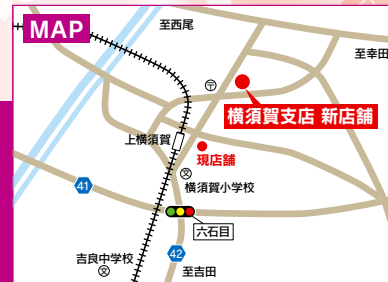 MAP
至西尾
至幸田
〒
横須賀支店 新店舗
上横須賀
現店舗
文
横須賀小学校
41
六石目
吉良中学校
文
42
至吉田